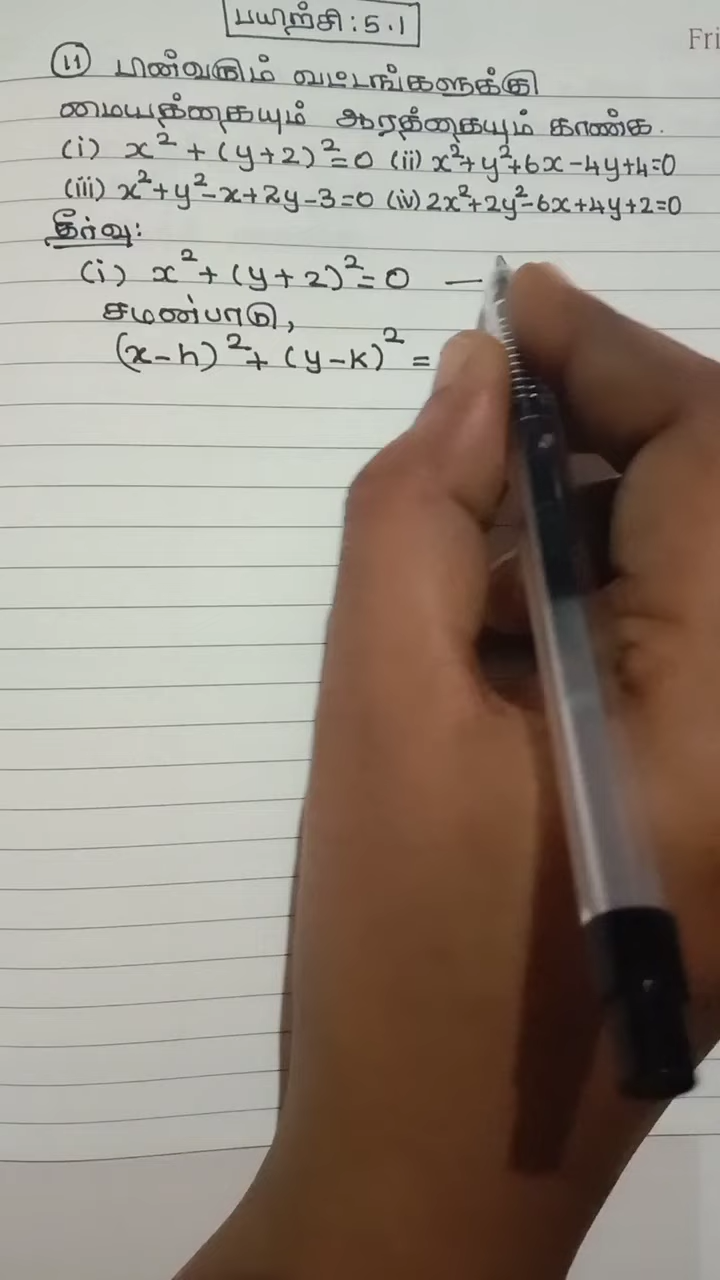 பயிற்சி : 5.1
Fri
11 பின்வரும் வட்டங்களுக்கு
மையத்தையும் ஆரத்தையும் காண்க.
(i) x² + (y+2)² = 0 (ii) x²+y²+6x-4y+4=0
(iii) x²+y²-x+2y-3=0 (iv) 2x²+2y²-6x+4y+2=0
தீர்வு:
(i) x² + (y+2)² = 0 —
சமன்பாடு,
(x-h)² + (y-k)² =